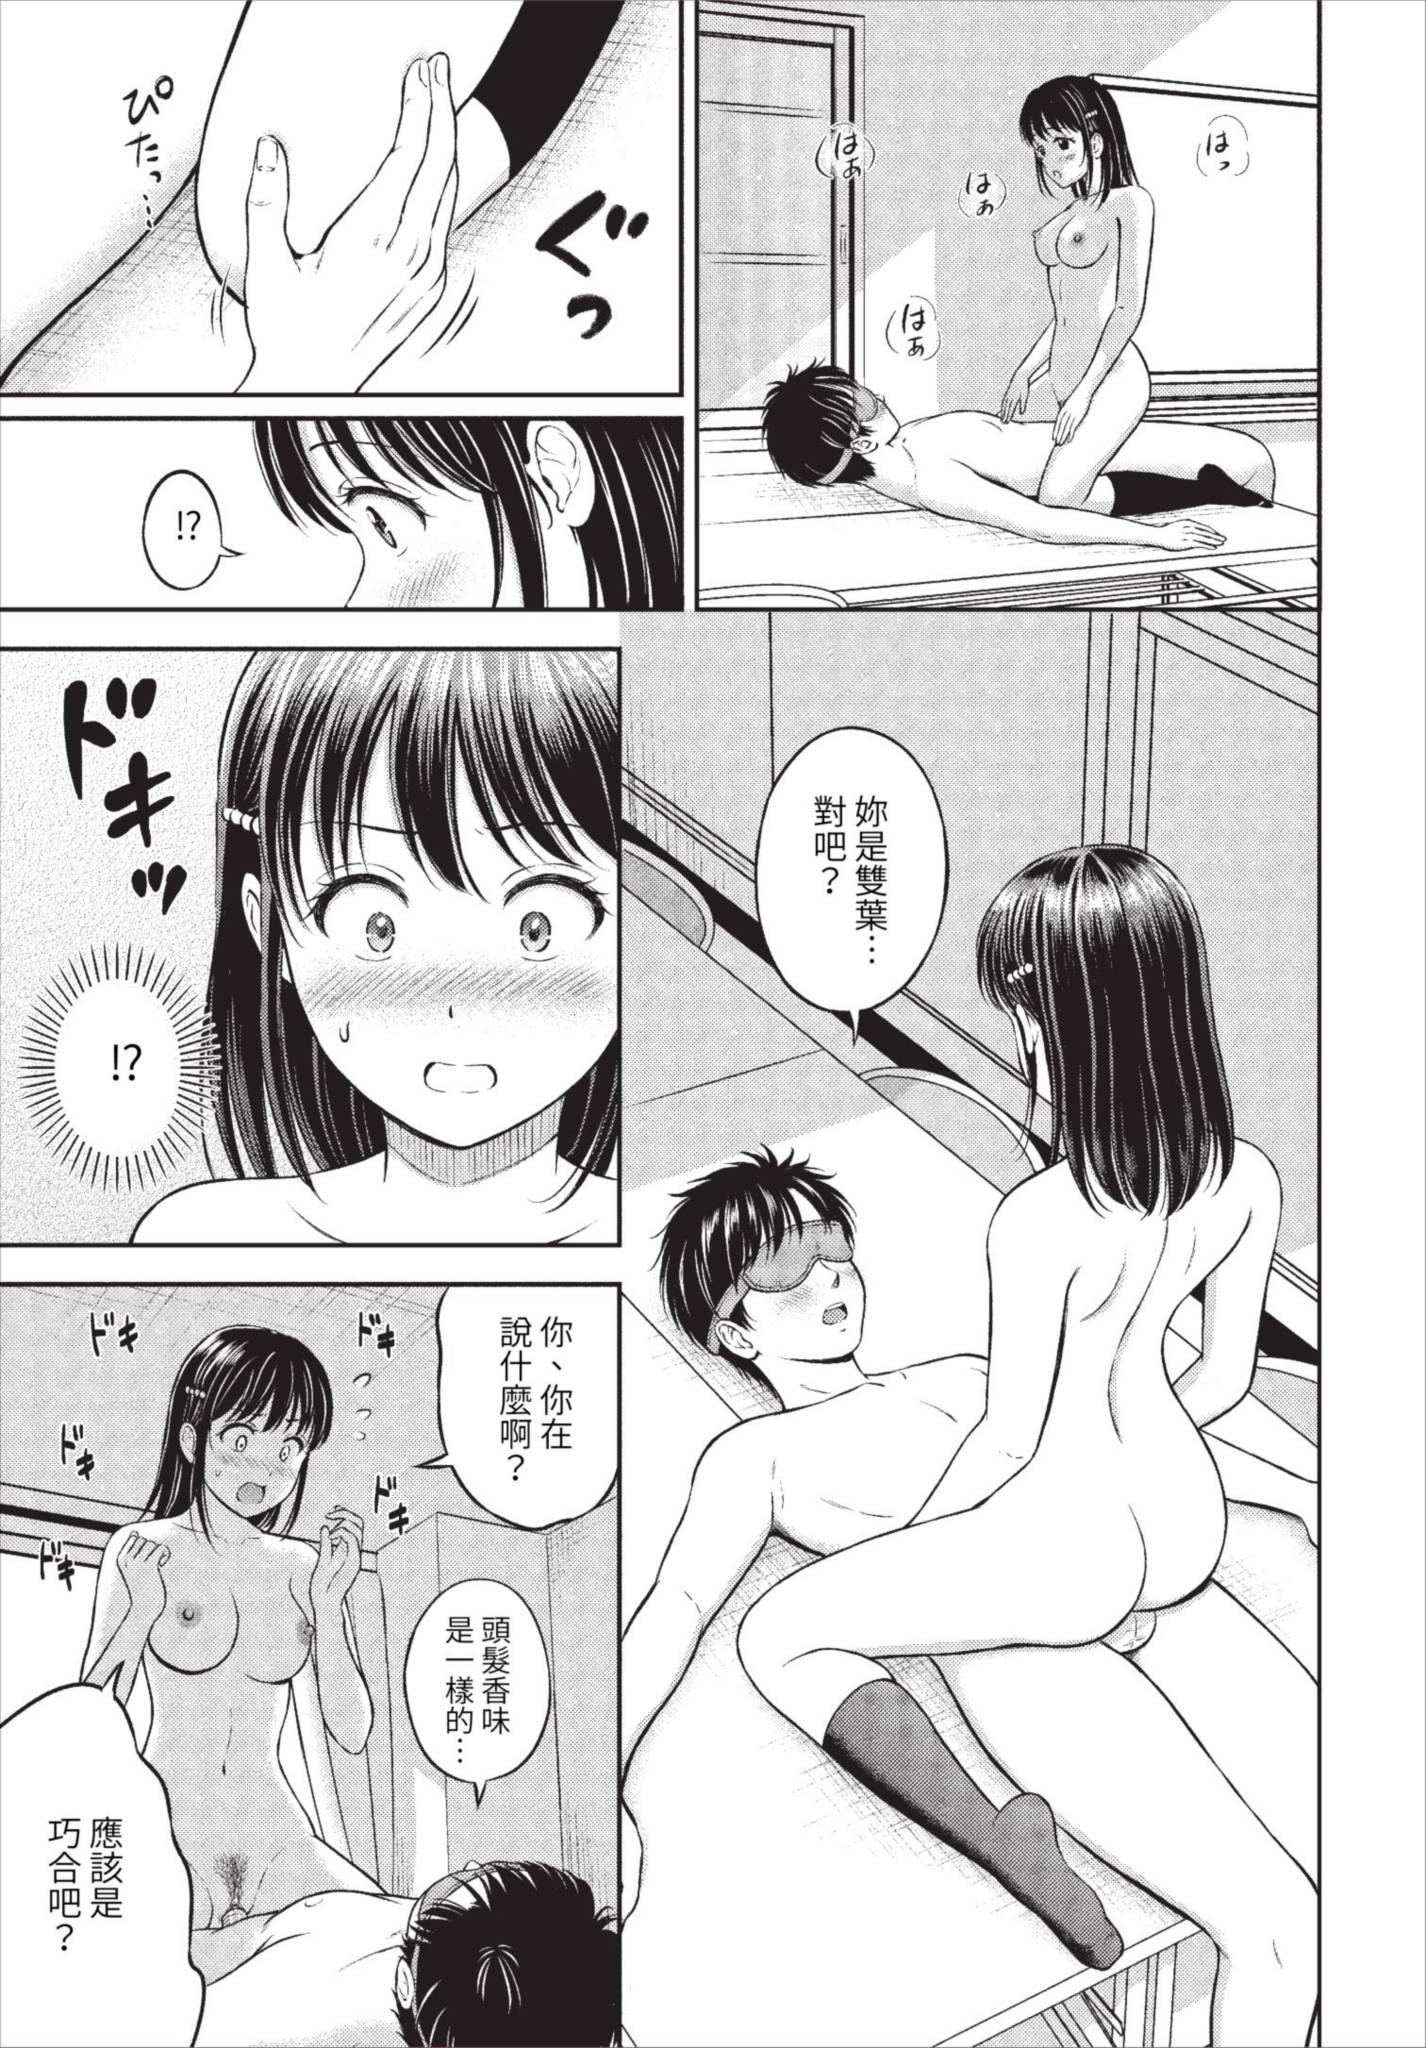 はっ
はぁ
はぁ
はぁ
ぐっ
ぴたっ…
!?
妳是雙葉…
對吧？
ドキッ
!?
你、你在
說什麼啊？
ドキ
ドキ
ドキ
ドキ
ドキ
頭髮香味
是一樣的…
應該是
巧合吧？